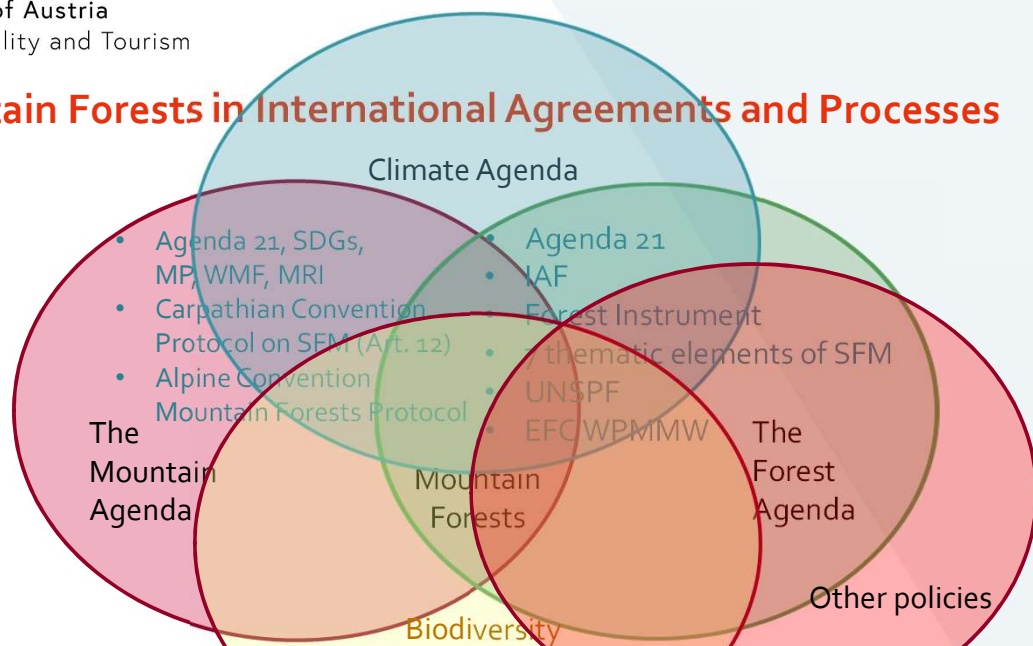 of Austria
lity and Tourism
tain Forests in International Agreements and Processes
Climate Agenda
• Agenda 21, SDGs,
MP, WMF, MRI
• Carpathian Convention
Protocol on SFM (Art. 12)
• Alpine Convention
Mountain Forests Protocol
• Agenda 21
• IAF
• Forest Instrument
• 7 thematic elements of SFM
• UNSPF
• EFC WPMMW
The
Mountain
Agenda
Mountain
Forests
The
Forest
Agenda
Other policies
Biodiversity